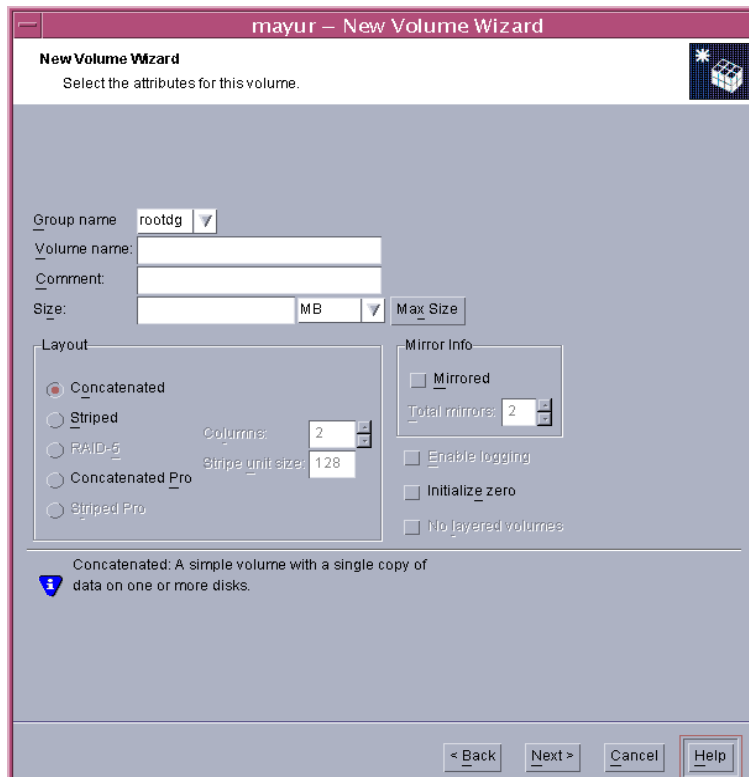 mayur – New Volume Wizard
New Volume Wizard
Select the attributes for this volume.
Group name rootdg
Volume name:
Comment:
Size: MB Max Size
Layout
Concatenated
Striped
RAID-5
Concatenated Pro
Striped Pro
Columns: 2
Stripe unit size: 128
Mirror Info
Mirrored
Total mirrors: 2
Enable logging
Initialize zero
No layered volumes
Concatenated: A simple volume with a single copy of
data on one or more disks.
< Back Next > Cancel Help